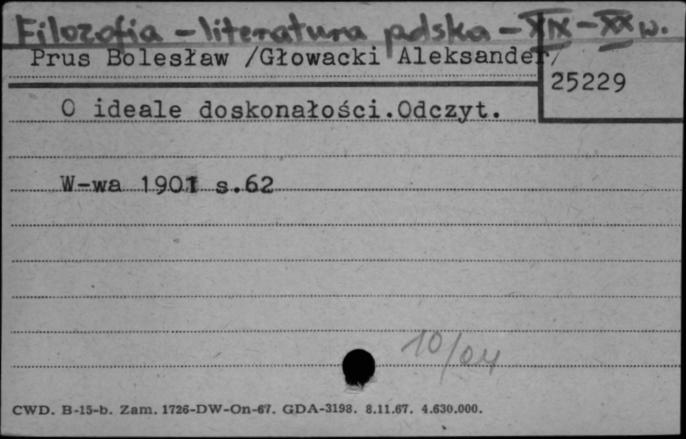 Filozofia - literatura polska - XIX - XX w.
Prus Bolesław /Głowacki Aleksander/
25229
O ideale doskonałości.Odczyt.
W-wa 1901 s.62
10/04
CWD. B-15-b. Zam. 1726-DW-On-67. GDA-3198. 8.11.67. 4.630.000.